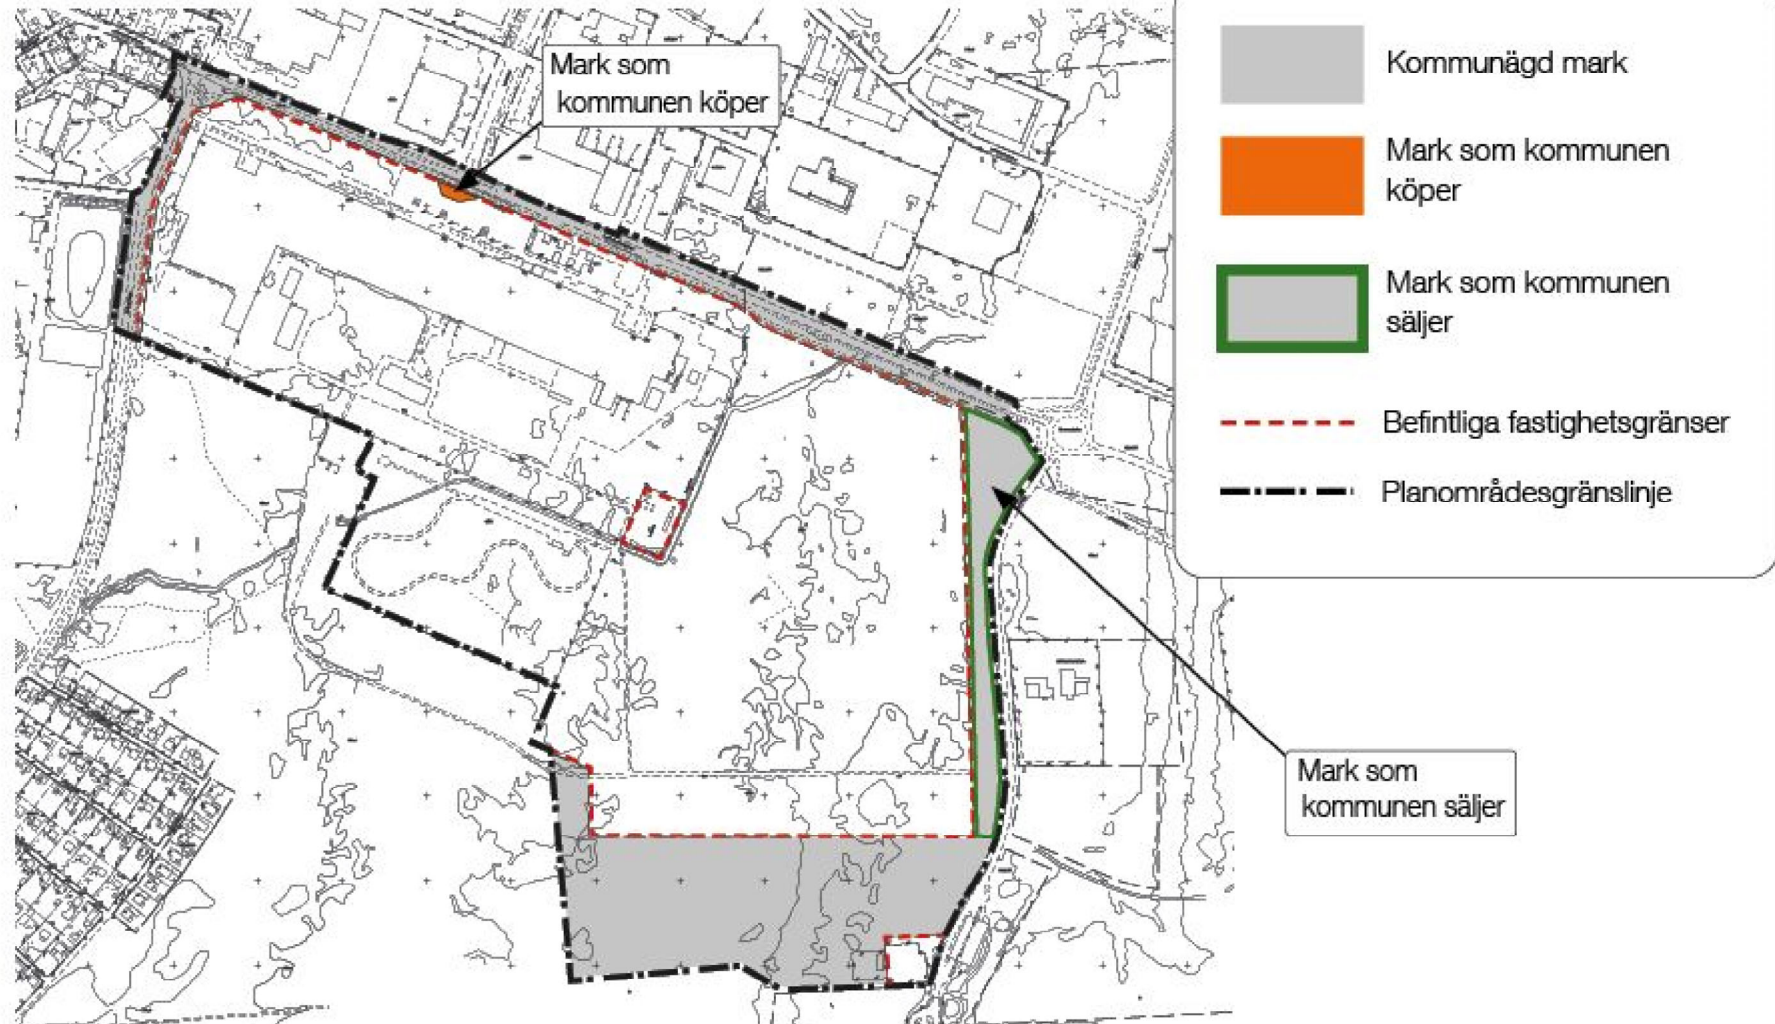 Mark som
kommunen köper
Kommunägd mark
Mark som kommunen
köper
Mark som kommunen
säljer
Befintliga fastighetsgränser
Planområdesgränslinje
Mark som
kommunen säljer